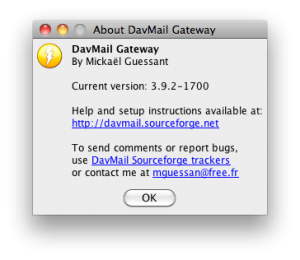 About DavMail Gateway
DavMail Gateway
By Mickaël Guessant
Current version: 3.9.2-1700
Help and setup instructions available at:
http://davmail.sourceforge.net
To send comments or report bugs,
use DavMail Sourceforge trackers
or contact me at mguessan@free.fr
OK